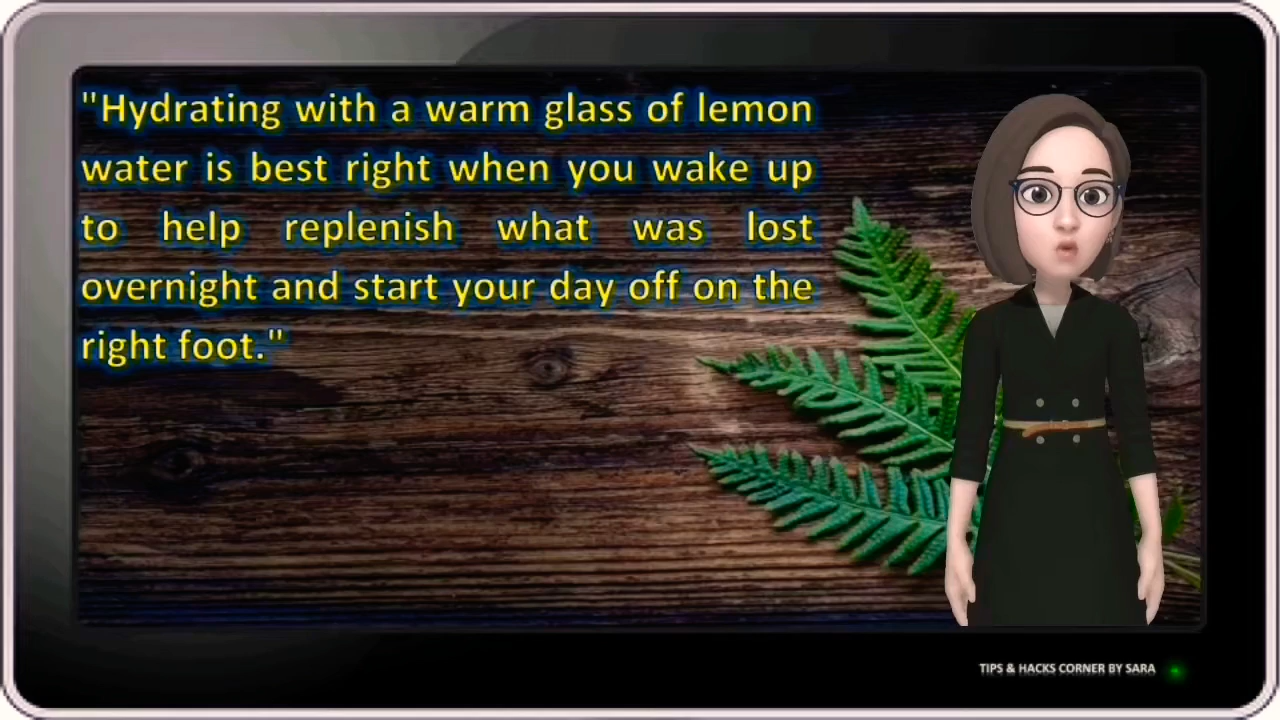 "Hydrating with a warm glass of lemon
water is best right when you wake up
to help replenish what was lost
overnight and start your day off on the
right foot."
TIPS & HACKS CORNER BY SARA